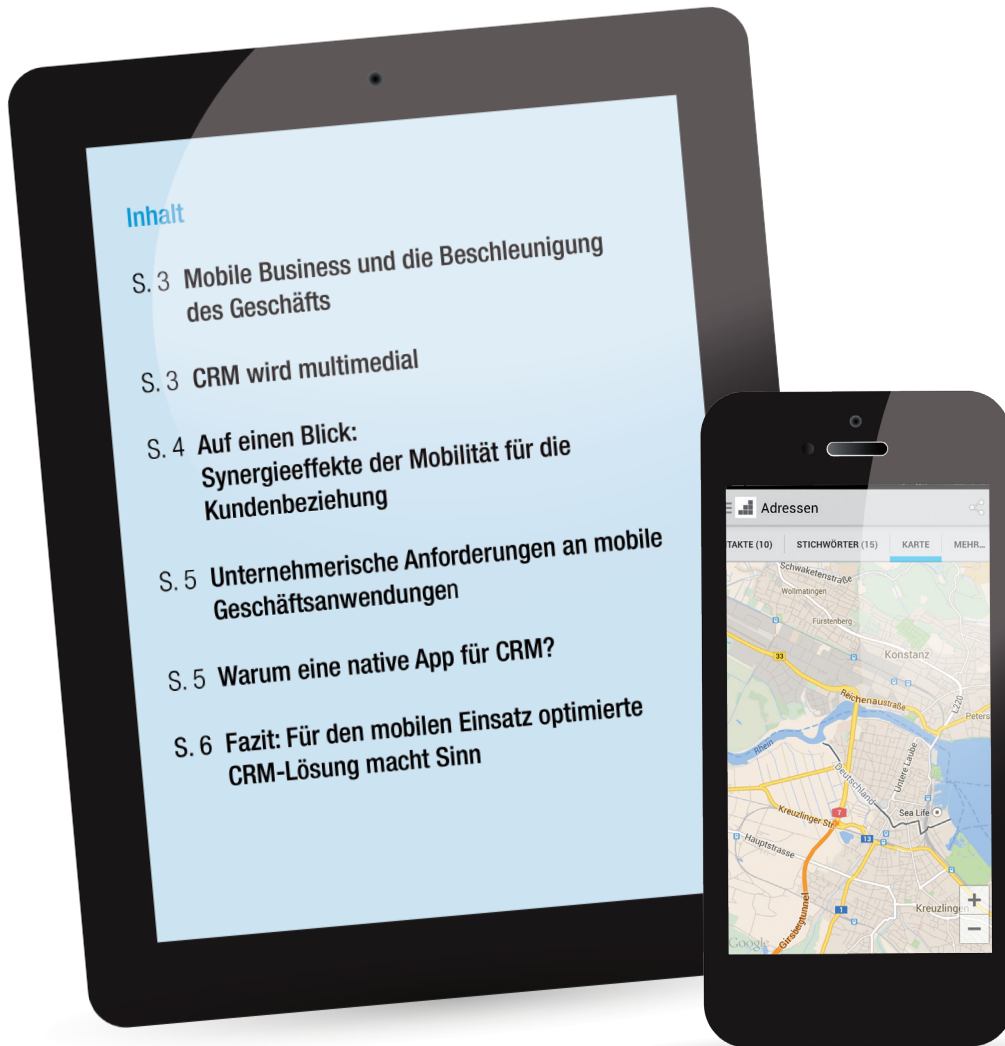 Inhalt
S. 3 Mobile Business und die Beschleunigung
des Geschäfts
S. 3 CRM wird multimedial
S. 4 Auf einen Blick:
Synergieeffekte der Mobilität für die
Kundenbeziehung
S. 5 Unternehmerische Anforderungen an mobile
Geschäftsanwendungen
S. 5 Warum eine native App für CRM?
S. 6 Fazit: Für den mobilen Einsatz optimierte
CRM-Lösung macht Sinn
Adressen
TAKTE (10) STICHWÖRTER (15) KARTE MEHR...
Schwaketenstraße
Wollmatingen
Fürstenberg
33
Konstanz
Reichenaustraße
L220
Peters
Rhein
Untere Laube
Deutschland
Sea Life
7
Kreuzlinger Str
13
Hauptstrasse
Kreuzlingen
1
Girsbergtunnel
Google
+
−